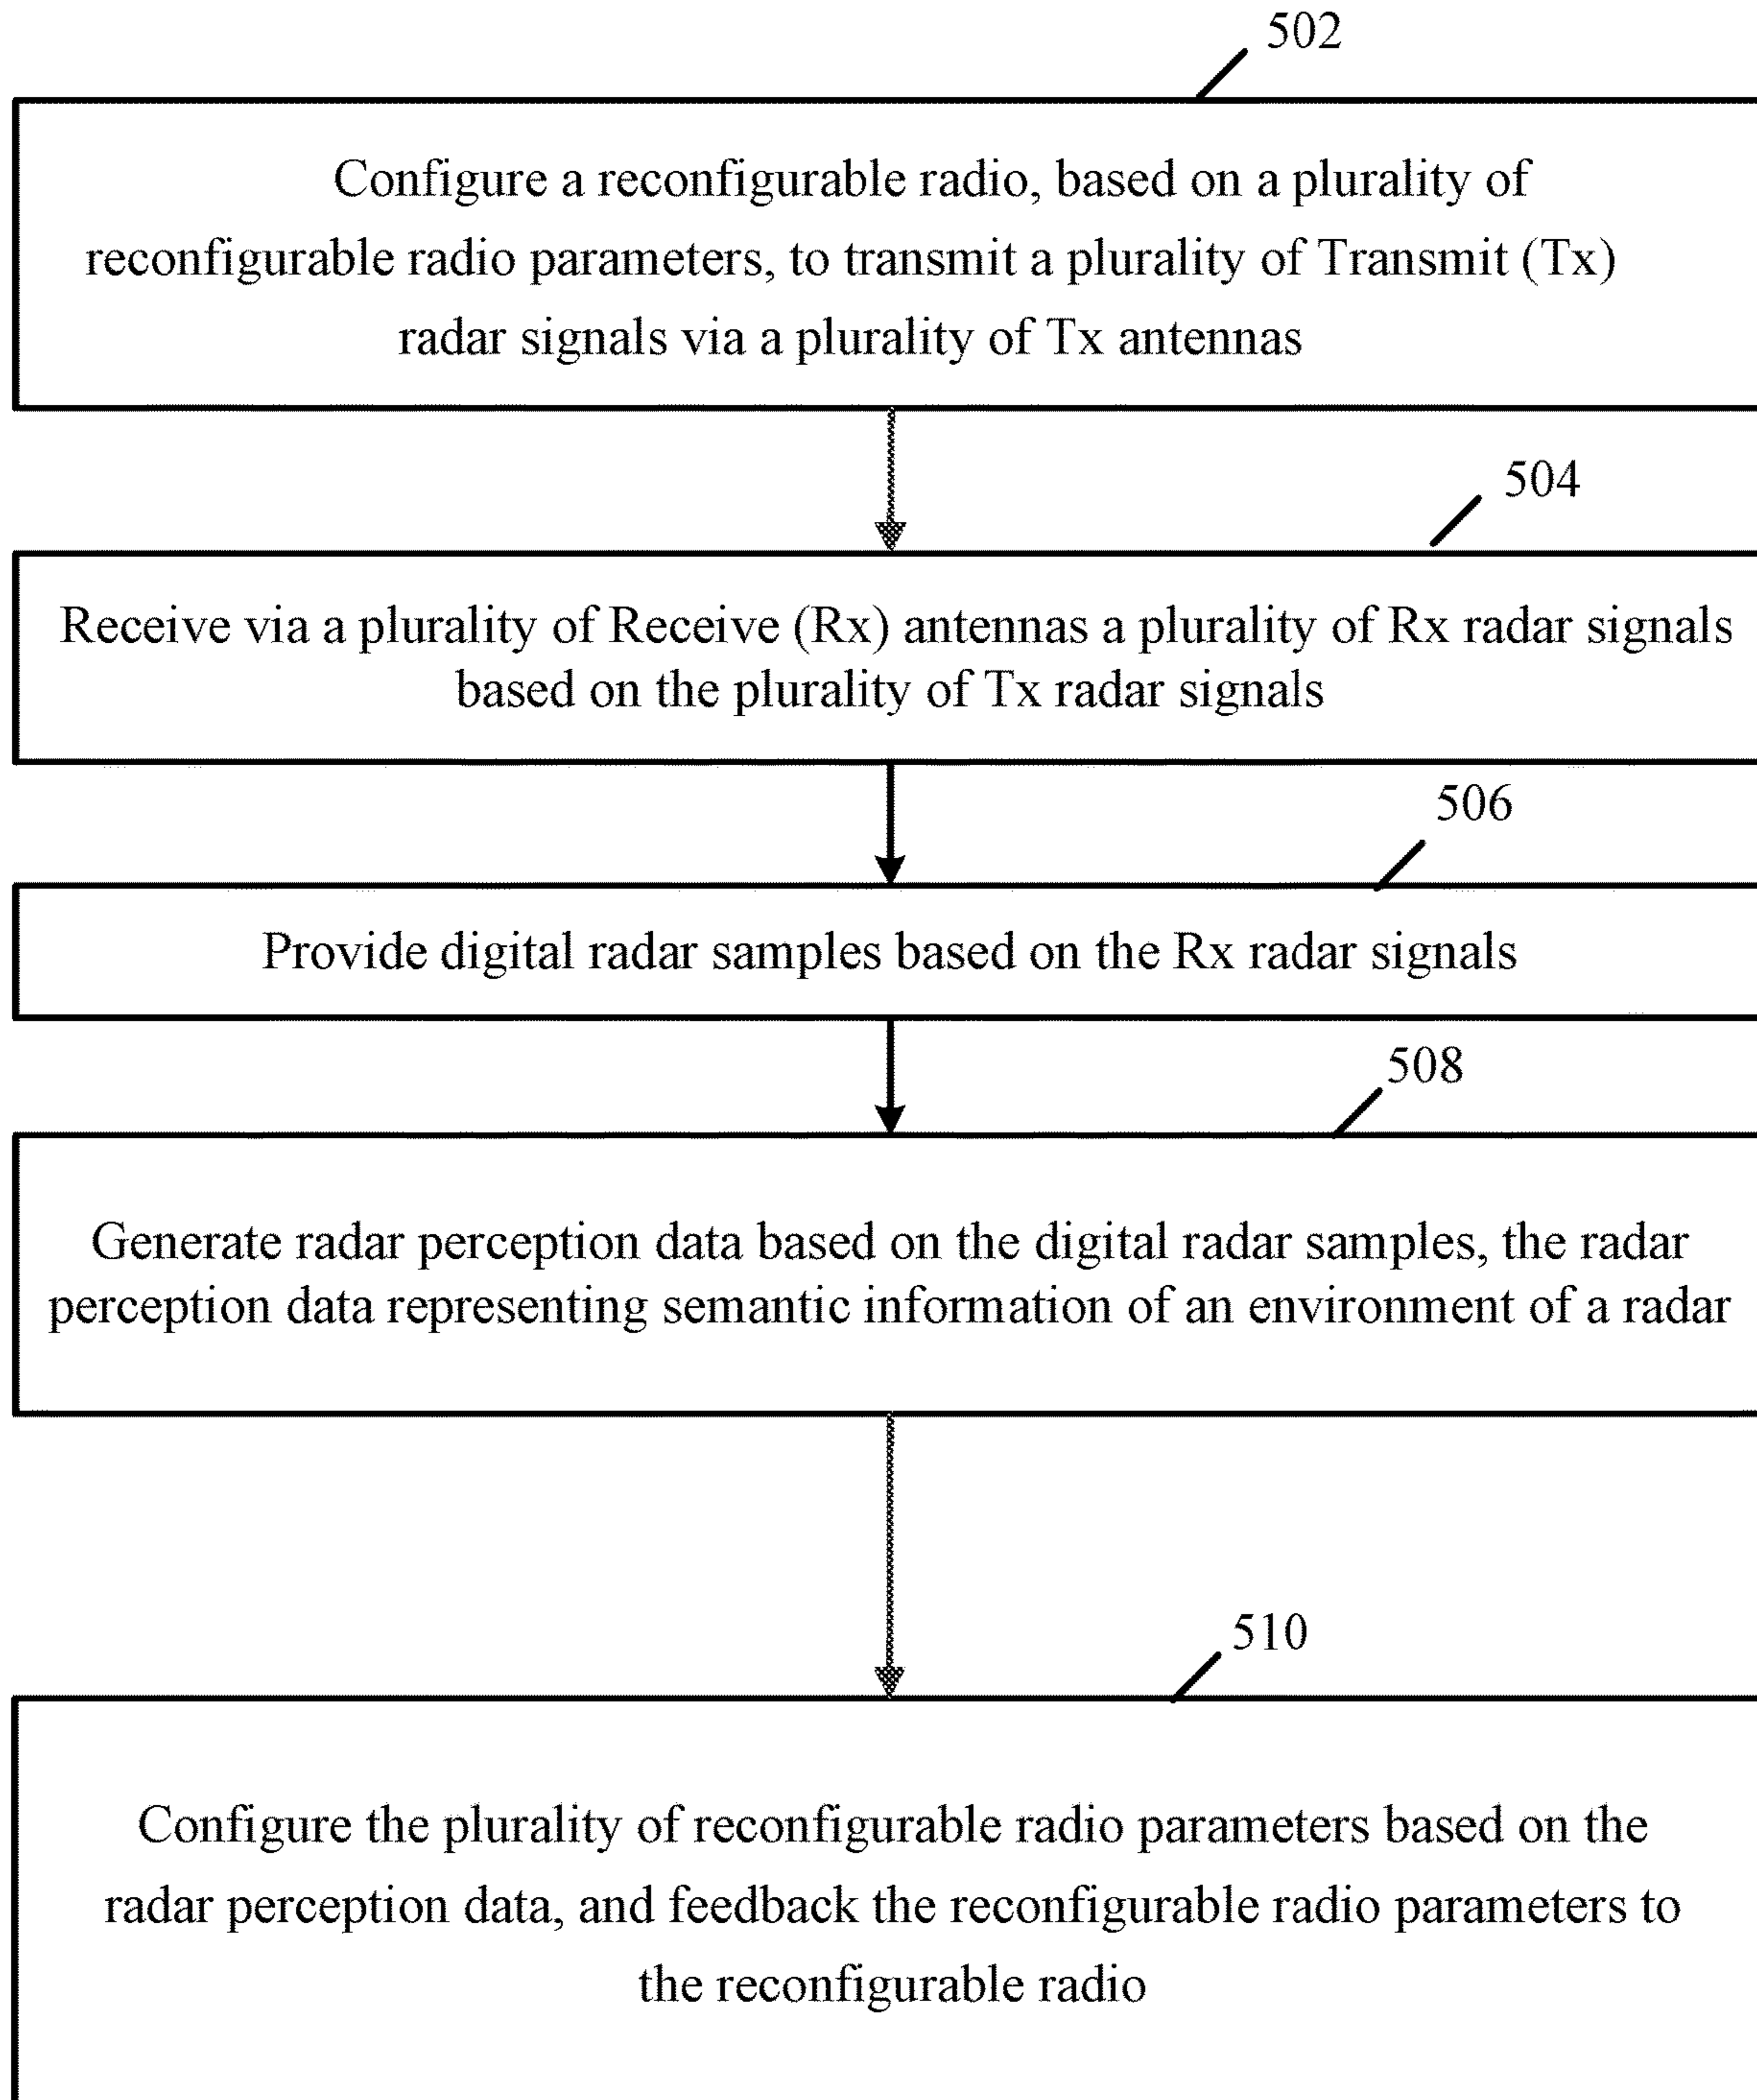 502
Configure a reconfigurable radio, based on a plurality of
reconfigurable radio parameters, to transmit a plurality of Transmit (Tx)
radar signals via a plurality of Tx antennas
504
Receive via a plurality of Receive (Rx) antennas a plurality of Rx radar signals
based on the plurality of Tx radar signals
506
Provide digital radar samples based on the Rx radar signals
508
Generate radar perception data based on the digital radar samples, the radar
perception data representing semantic information of an environment of a radar
510
Configure the plurality of reconfigurable radio parameters based on the
radar perception data, and feedback the reconfigurable radio parameters to
the reconfigurable radio